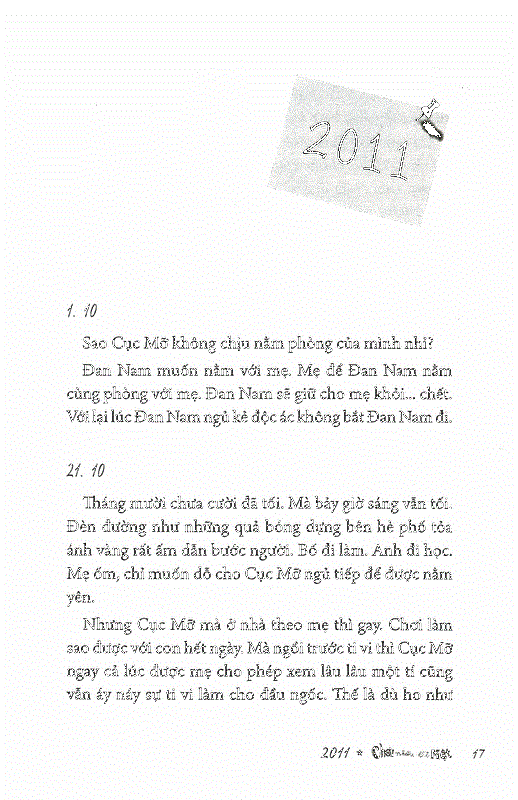 2011
1. 10
Sao Cục Mỡ không chịu nằm phòng của mình nhỉ?
Đan Nam muốn nằm với mẹ. Mẹ để Đan Nam nằm
cùng phòng với mẹ. Đan Nam sẽ giữ cho mẹ khỏi... chết.
Với lại lúc Đan Nam ngủ kẻ độc ác không bắt Đan Nam đi.
21. 10
Tháng mười chưa cười đã tối. Mà bây giờ sáng vẫn tối.
Đèn đường như những quả bóng dựng bên hè phố tỏa
ánh vàng rất ấm dẫn bước người. Bố đi làm. Anh đi học.
Mẹ ốm, chỉ muốn dỗ cho Cục Mỡ ngủ tiếp để được nằm
yên.
Nhưng Cục Mỡ mà ở nhà theo mẹ thì gay. Chơi làm
sao được với con hết ngày. Mà ngồi trước ti vi thì Cục Mỡ
ngay cả lúc được mẹ cho phép xem lâu lâu một tí cũng
vẫn áy náy sự ti vi làm cho đầu ngốc. Thế là dù ho như
2011 * 17